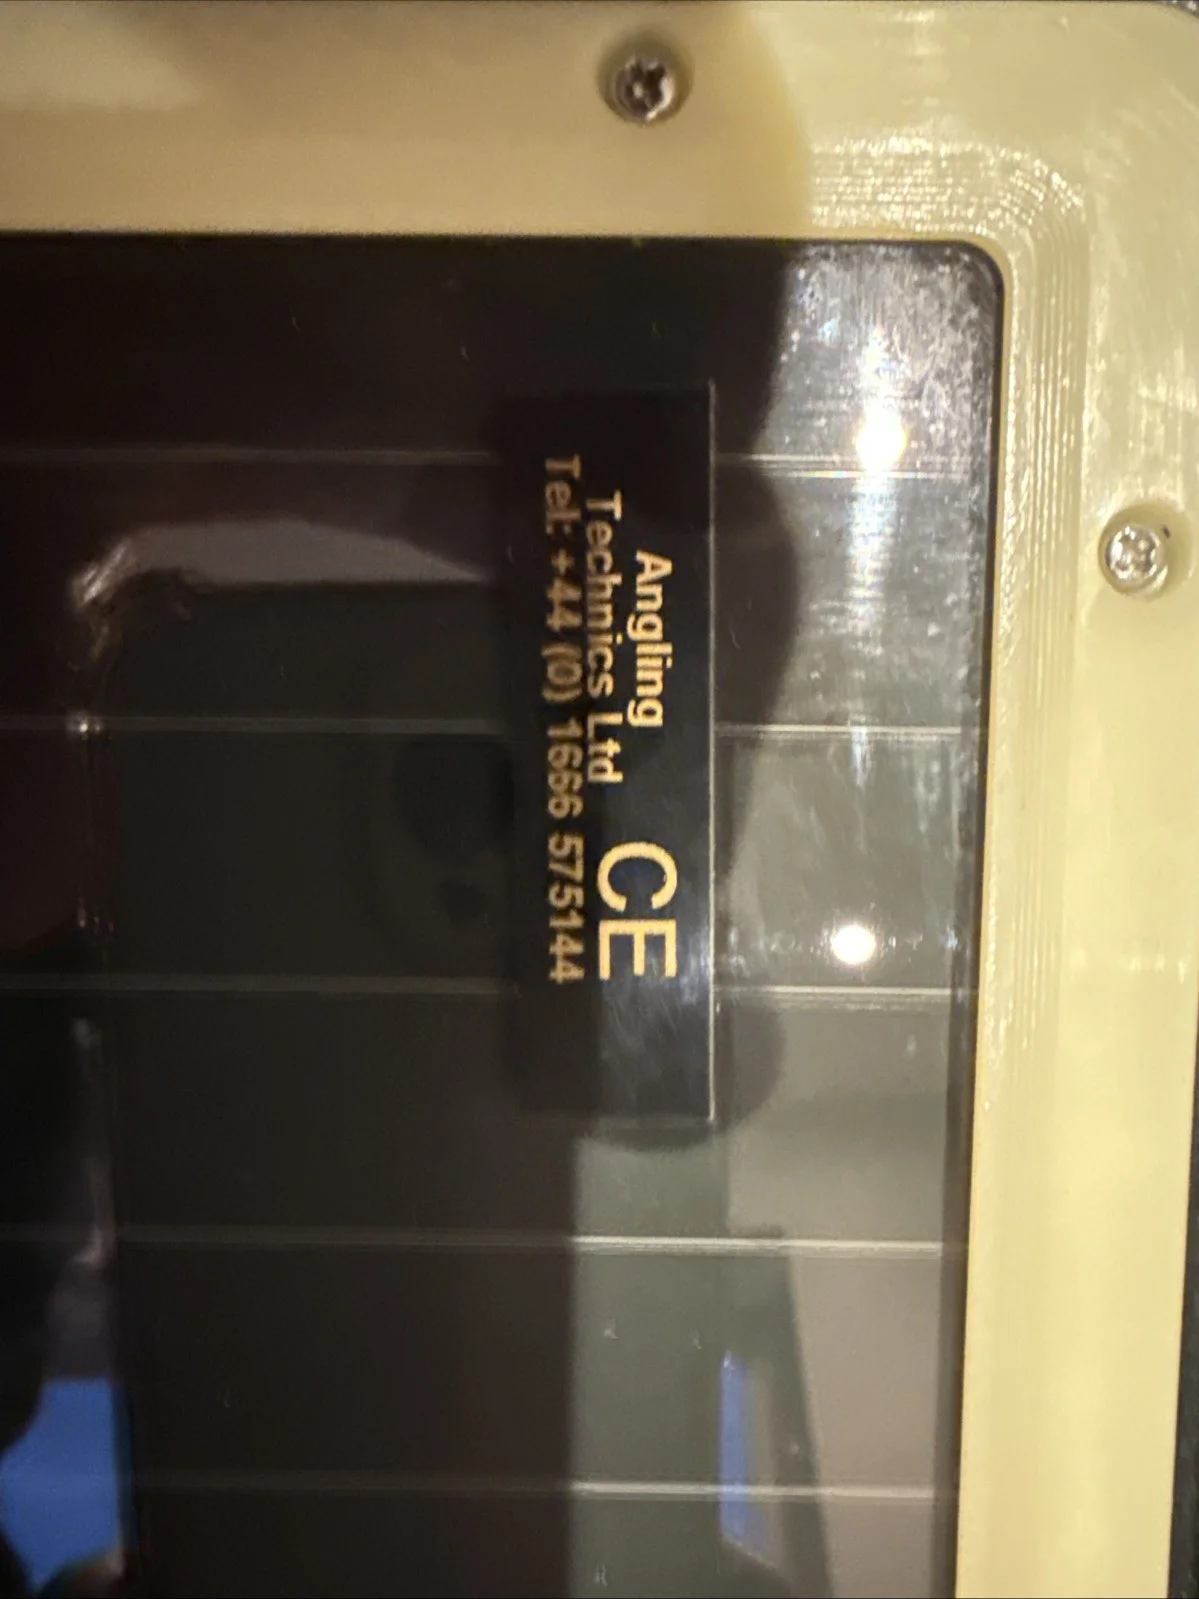 Angling
Technics Ltd CE
Tel: +44 (0) 1666 575144